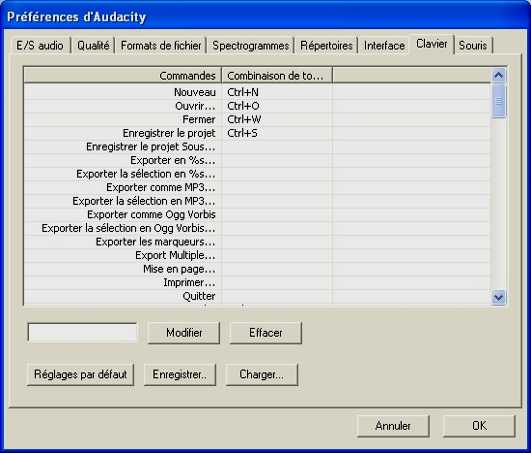 Préférences d'Audacity
E/S audio Qualité Formats de fichier Spectrogrammes Répertoires Interface Clavier Souris
Commandes Combinaison de to...
Nouveau Ctrl+N
Ouvrir... Ctrl+O
Fermer Ctrl+W
Enregistrer le projet Ctrl+S
Enregistrer le projet Sous...
Exporter en %s...
Exporter la sélection en %s...
Exporter comme MP3...
Exporter la sélection en MP3...
Exporter comme Ogg Vorbis
Exporter la sélection en Ogg Vorbis...
Exporter les marqueurs...
Export Multiple...
Mise en page...
Imprimer...
Quitter
Modifier Effacer
Réglages par défaut Enregistrer.. Charger...
Annuler OK